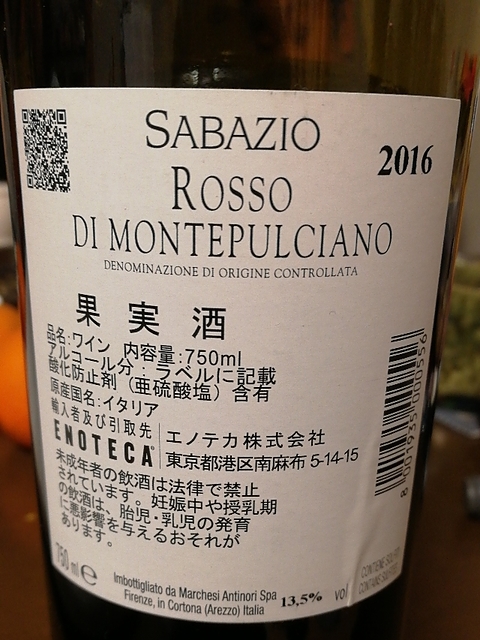 SABAZIO
2016
ROSSO
DI MONTEPULCIANO
DENOMINAZIONE DI ORIGINE CONTROLLATA
果実酒
品名:ワイン 内容量:750ml
アルコール分:ラベルに記載
酸化防止剤(亜硫酸塩)含有
原産国名:イタリア
輸入者及び引取先
ENOTECA
エノテカ株式会社
東京都港区南麻布 5-14-15
未成年者の飲酒は法律で禁止
されています。妊娠中や授乳期
の飲酒は、胎児・乳児の発育
に悪影響を与えるおそれが
あります。
750 ml e
Imbottigliato da Marchesi Antinori Spa
Firenze, in Cortona (Arezzo) Italia
13,5% vol